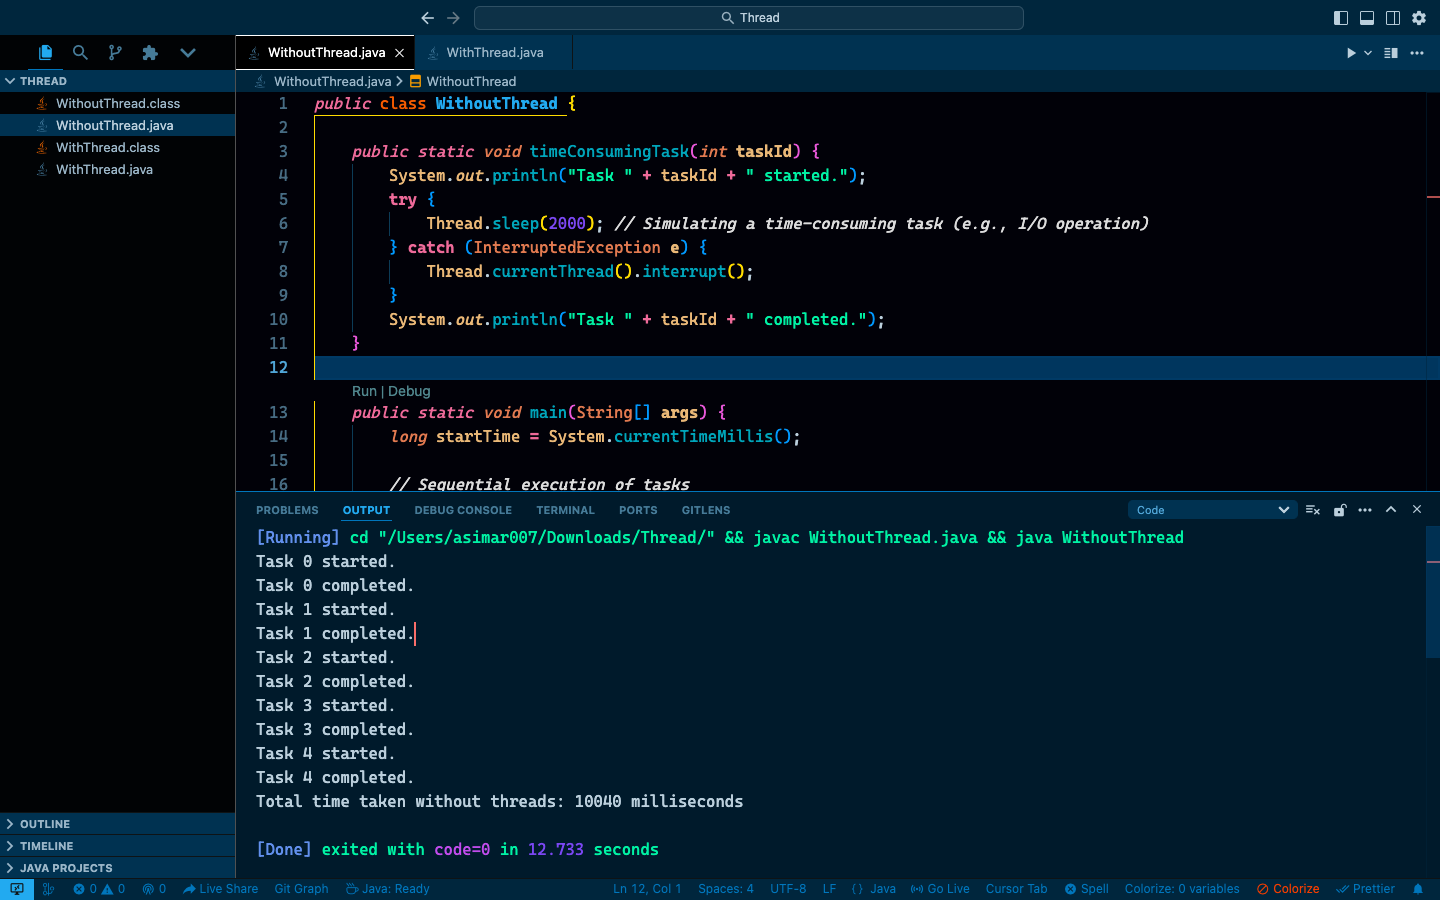 Thread
WithoutThread.java
WithThread.java
THREAD
WithoutThread.class
WithoutThread.java
WithThread.class
WithThread.java
WithoutThread.java
WithoutThread
1 public class WithoutThread {
2
3 public static void timeConsumingTask(int taskId) {
4 System.out.println("Task " + taskId + " started.");
5 try {
6 Thread.sleep(2000); // Simulating a time-consuming task (e.g., I/O operation)
7 } catch (InterruptedException e) {
8 Thread.currentThread().interrupt();
9 }
10 System.out.println("Task " + taskId + " completed.");
11 }
12
Run | Debug
13 public static void main(String[] args) {
14 long startTime = System.currentTimeMillis();
15
16 // Sequential execution of tasks
PROBLEMS OUTPUT DEBUG CONSOLE TERMINAL PORTS GITLENS
Code
[Running] cd "/Users/asimar007/Downloads/Thread/" && javac WithoutThread.java && java WithoutThread
Task 0 started.
Task 0 completed.
Task 1 started.
Task 1 completed.
Task 2 started.
Task 2 completed.
Task 3 started.
Task 3 completed.
Task 4 started.
Task 4 completed.
Total time taken without threads: 10040 milliseconds
[Done] exited with code=0 in 12.733 seconds
OUTLINE
TIMELINE
JAVA PROJECTS
0 0 0 Live Share Git Graph Java: Ready Ln 12, Col 1 Spaces: 4 UTF-8 LF {} Java Go Live Cursor Tab Spell Colorize: 0 variables Colorize Prettier